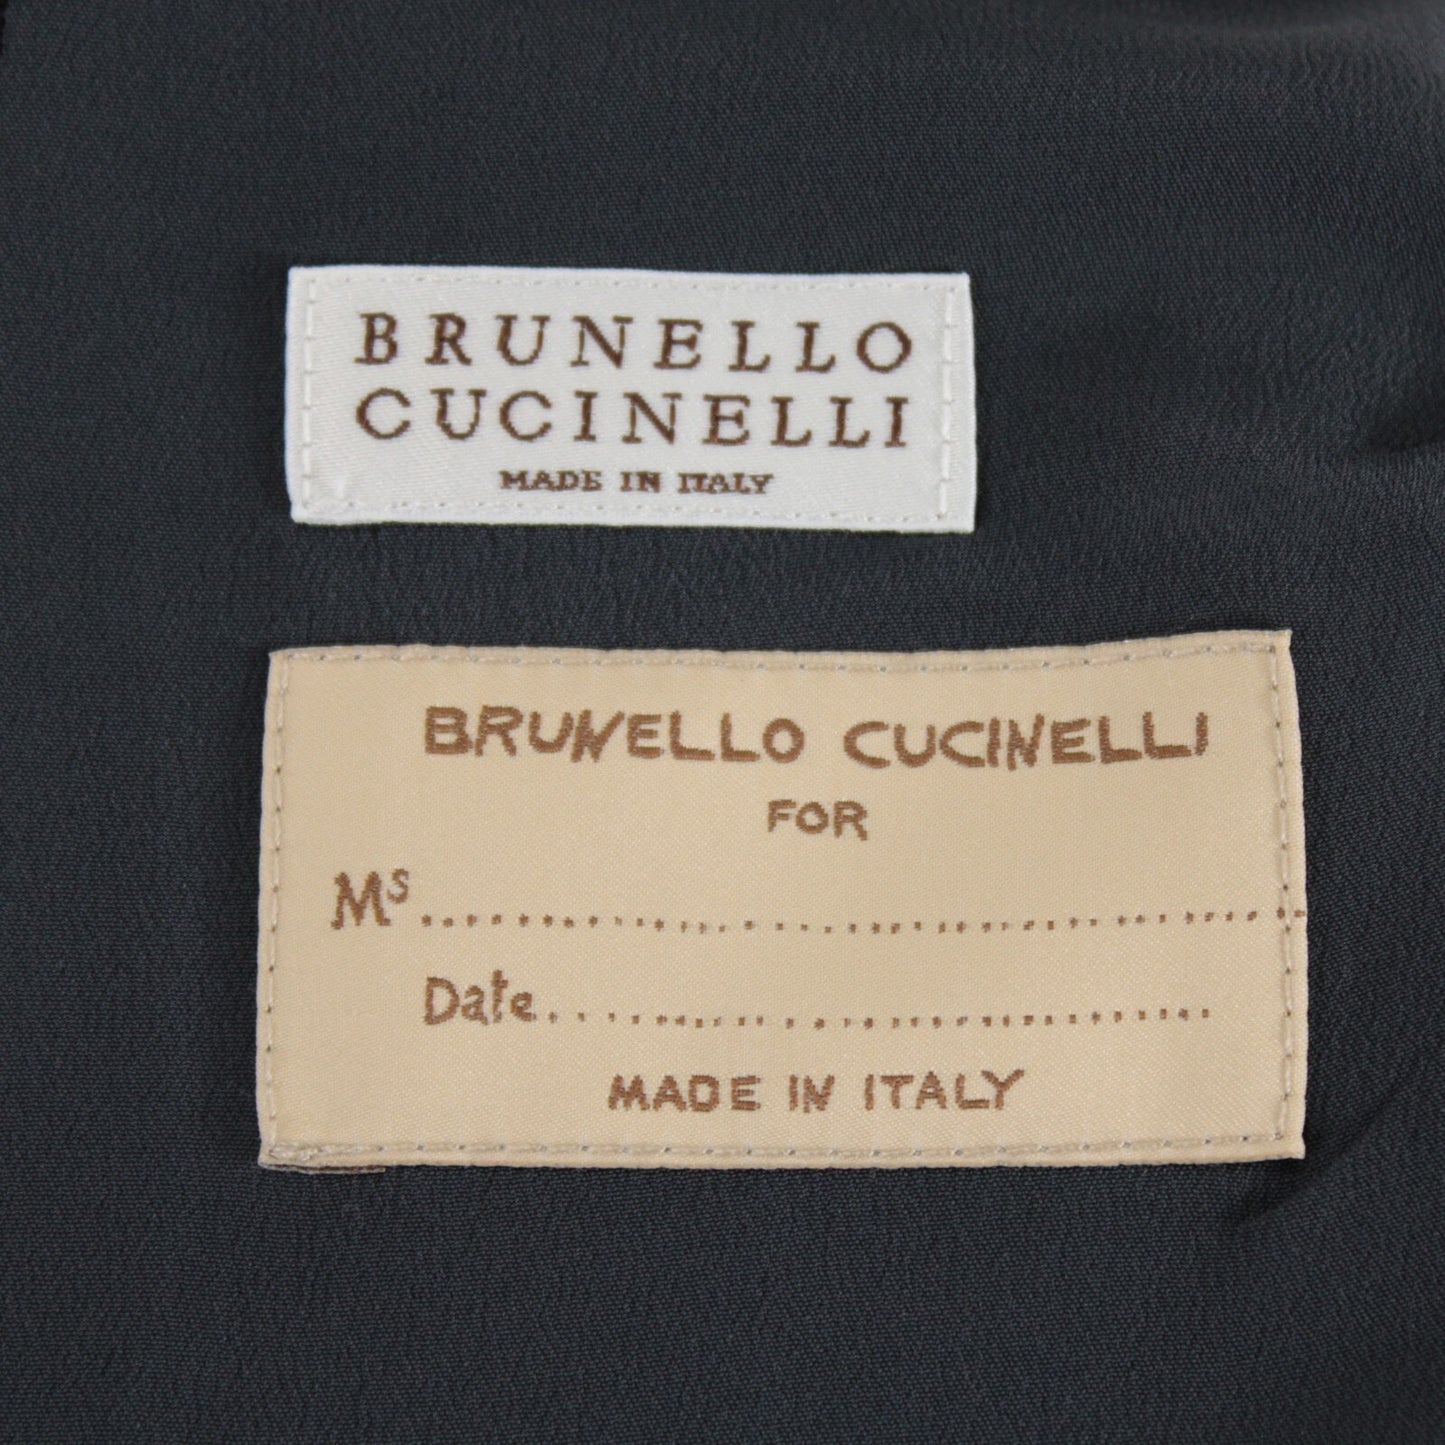 BRUNELLO
CUCINELLI
MADE IN ITALY
BRUNELLO CUCINELLI
FOR
Ms.................................................
Date.......................................
MADE IN ITALY